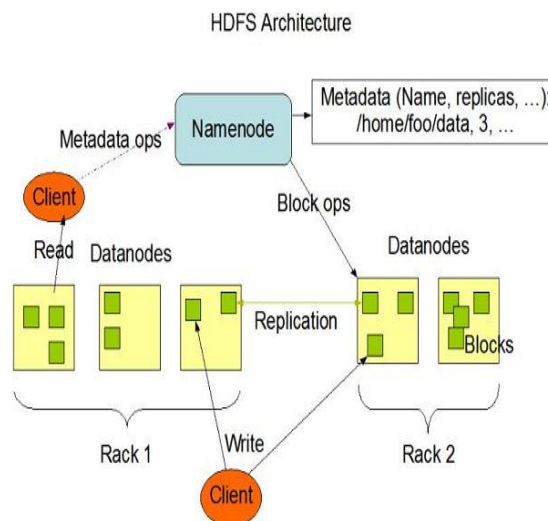 HDFS Architecture
Metadata (Name, replicas, ...):
/home/foo/data, 3, ...
Namenode
Metadata ops
Client
Block ops
Read
Datanodes
Datanodes
Replication
Blocks
Rack 1
Write
Rack 2
Client